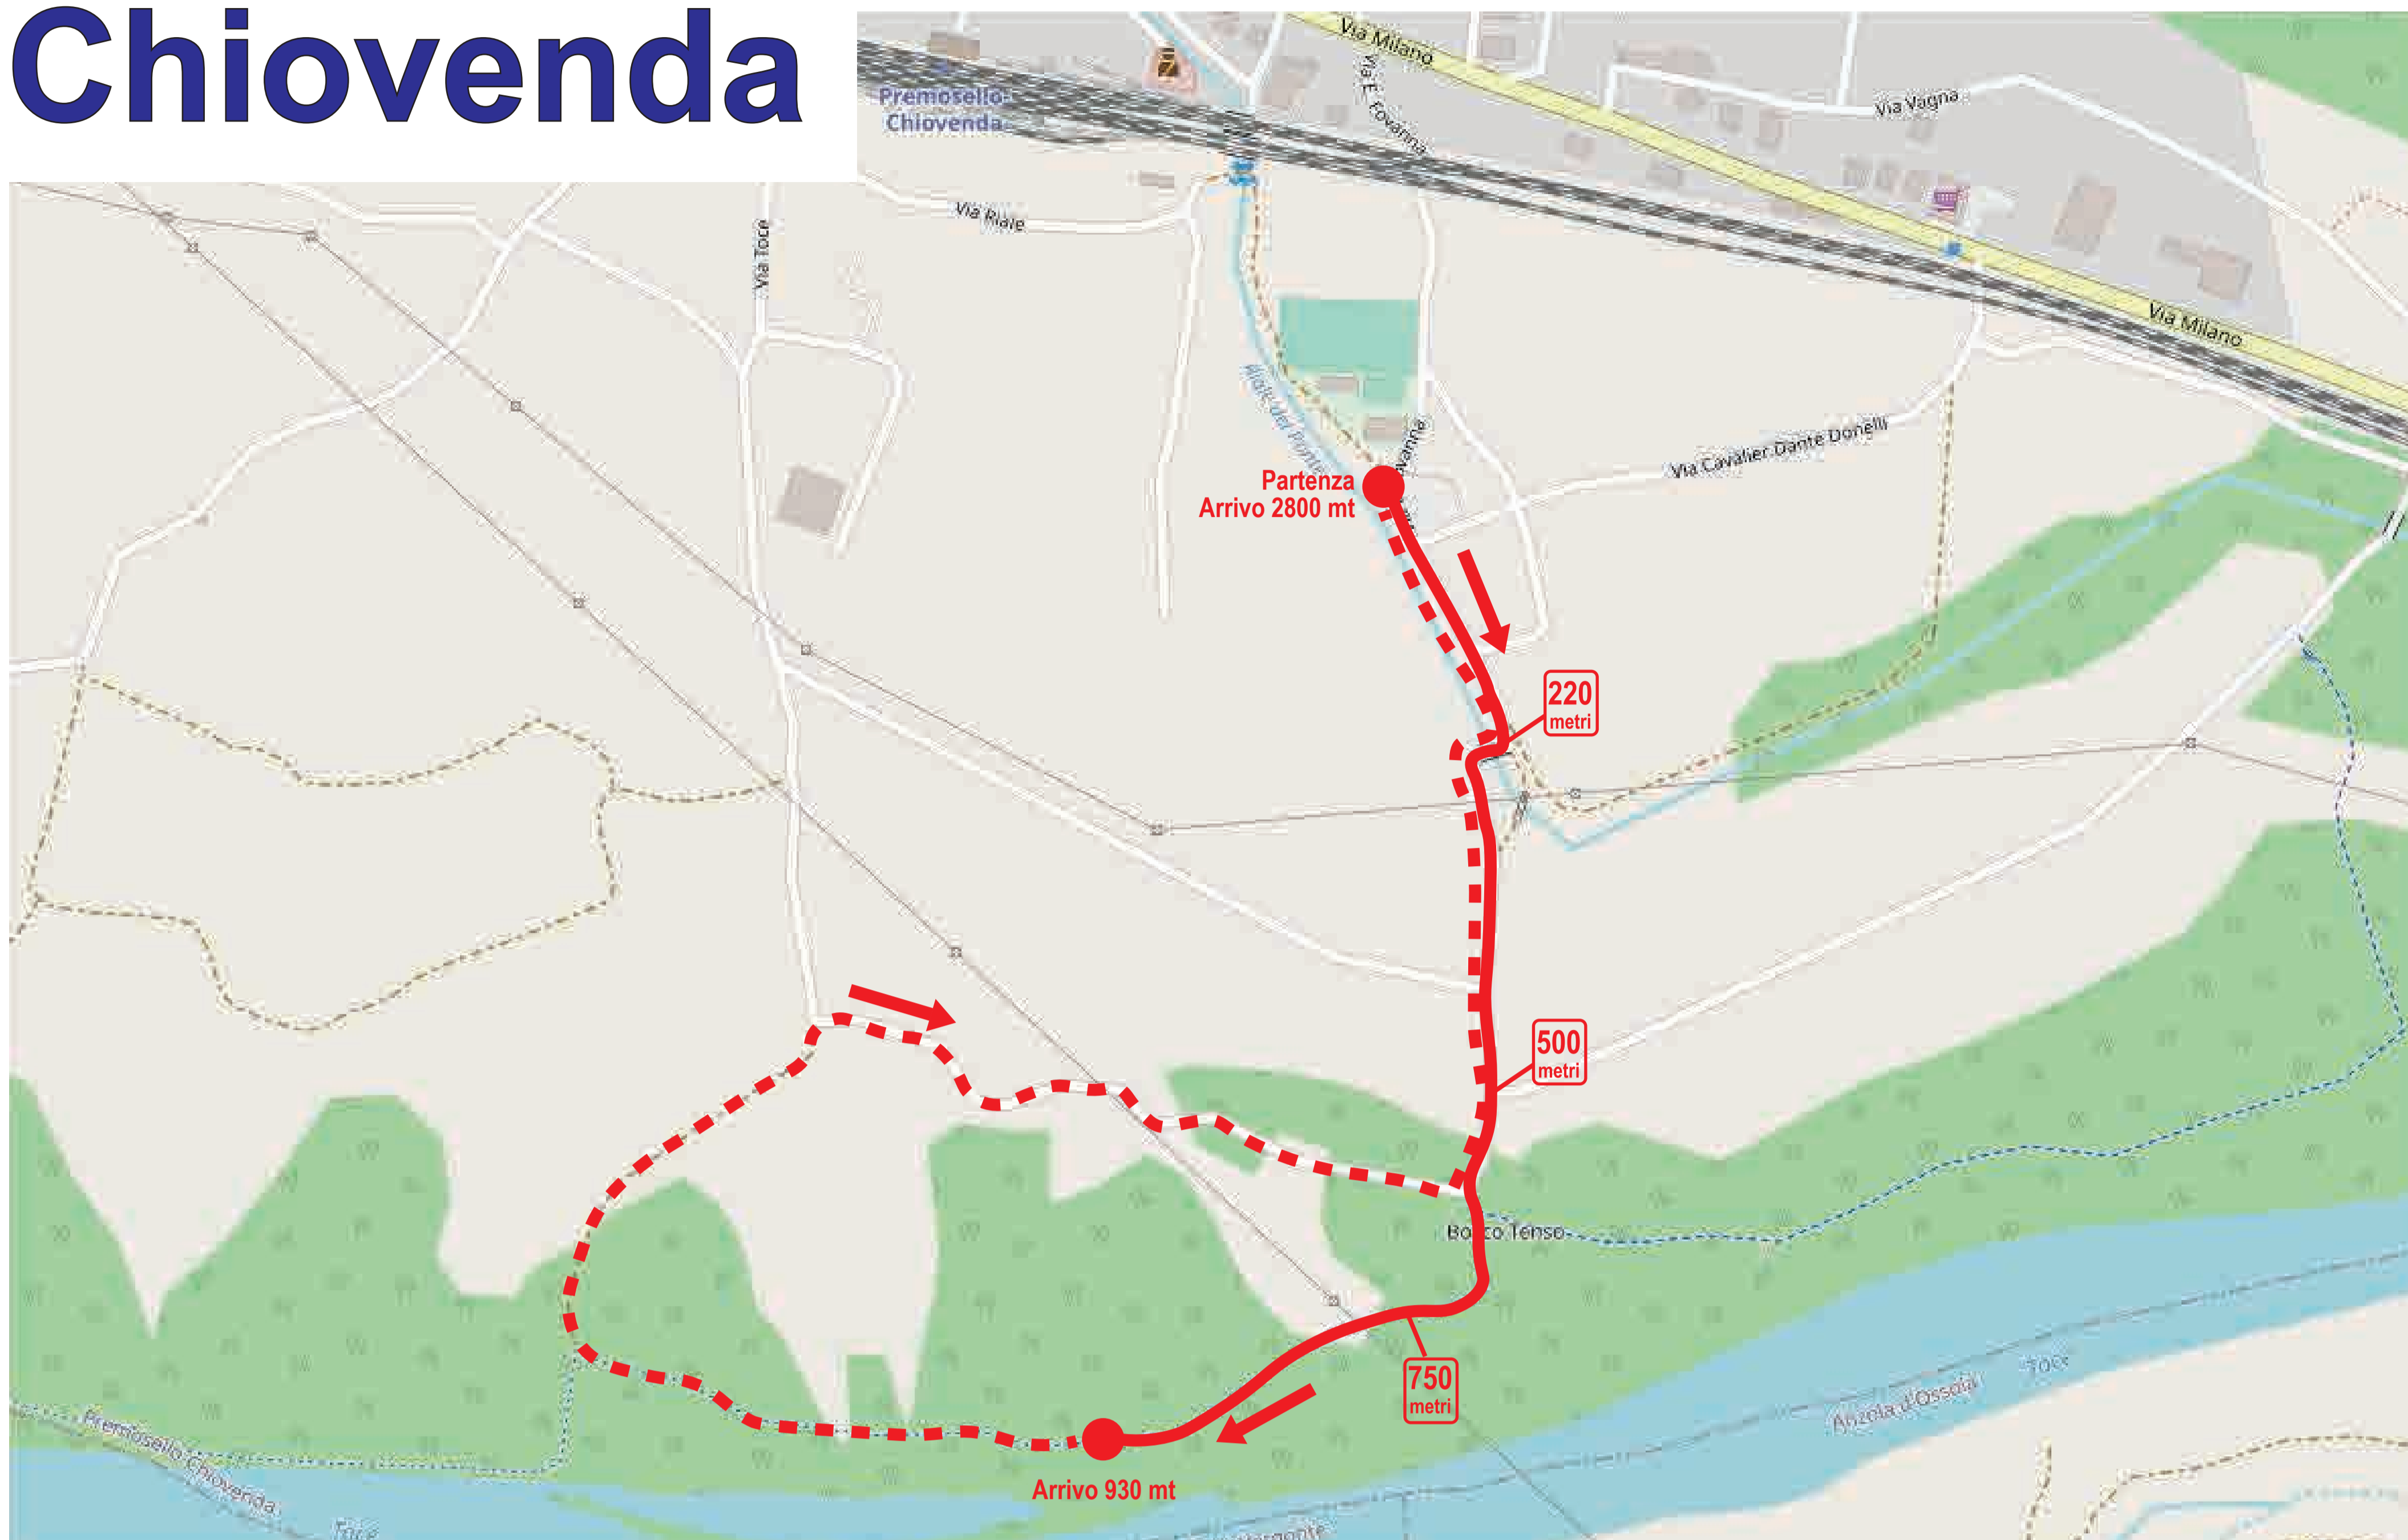 Chiovenda
Via Milano
Premosello-
Chiovenda
Via E. Fovanna
Via Vagna
Via Riale
Via Toce
Via Milano
Via Cavalier Dante Donelli
Partenza
Arrivo 2800 mt
220
metri
500
metri
Bosco Tenso
750
metri
Toce
Anzola d'Ossola
Premosello Chiovenda
Arrivo 930 mt
Toce